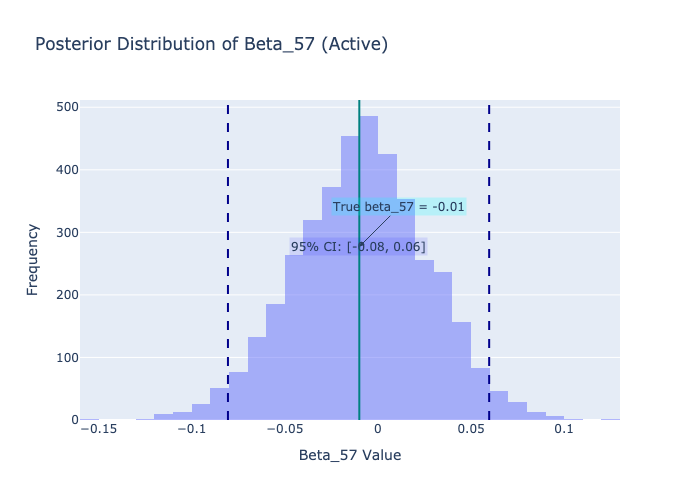 Posterior Distribution of Beta_57 (Active)
500
400
300
200
100
0
Frequency
True beta_57 = -0.01
95% CI: [-0.08, 0.06]
−0.15
−0.1
−0.05
0
0.05
0.1
Beta_57 Value